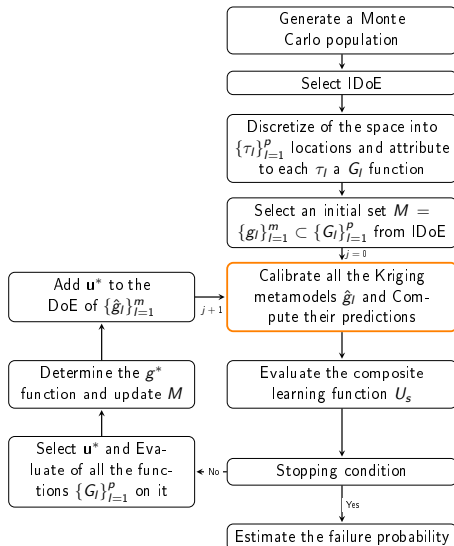 Generate a Monte
Carlo population
Select IDoE
Discretize of the space into
{τ_l}_{l=1}^p locations and attribute
to each τ_l a G_l function
Select an initial set M =
{g_l}_{l=1}^m ⊂ {G_l}_{l=1}^p from IDoE
j = 0
Calibrate all the Kriging
metamodels ĝ_l and Com-
pute their predictions
Add u* to the
DoE of {ĝ_l}_{l=1}^m
j + 1
Determine the g*
function and update M
Evaluate the composite
learning function U_s
Select u* and Eva-
luate of all the func-
tions {G_l}_{l=1}^p on it
No
Stopping condition
Yes
Estimate the failure probability